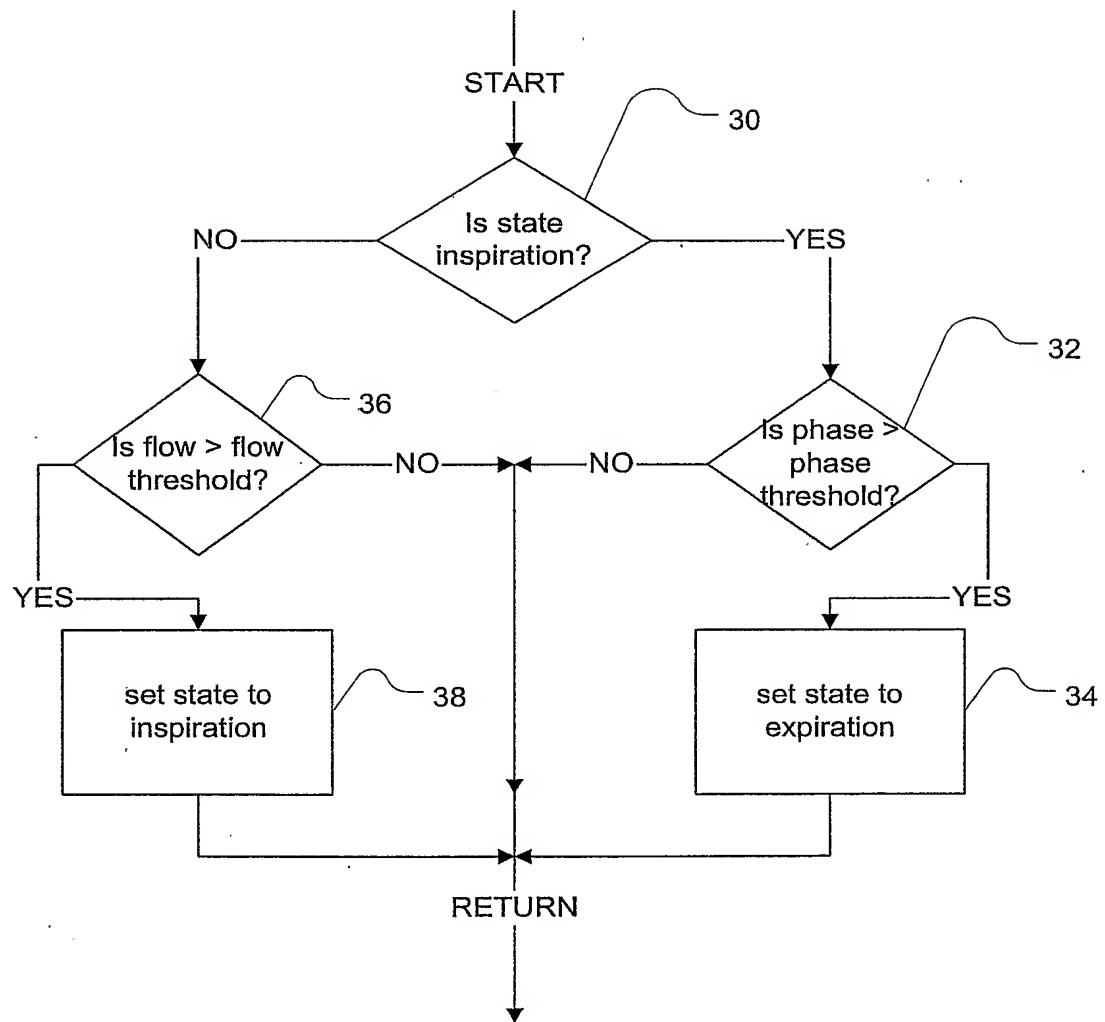 START
30
Is state
inspiration?
NO
YES
32
36
Is flow > flow
threshold?
NO
NO
Is phase >
phase
threshold?
YES
YES
set state to
inspiration
38
set state to
expiration
34
RETURN